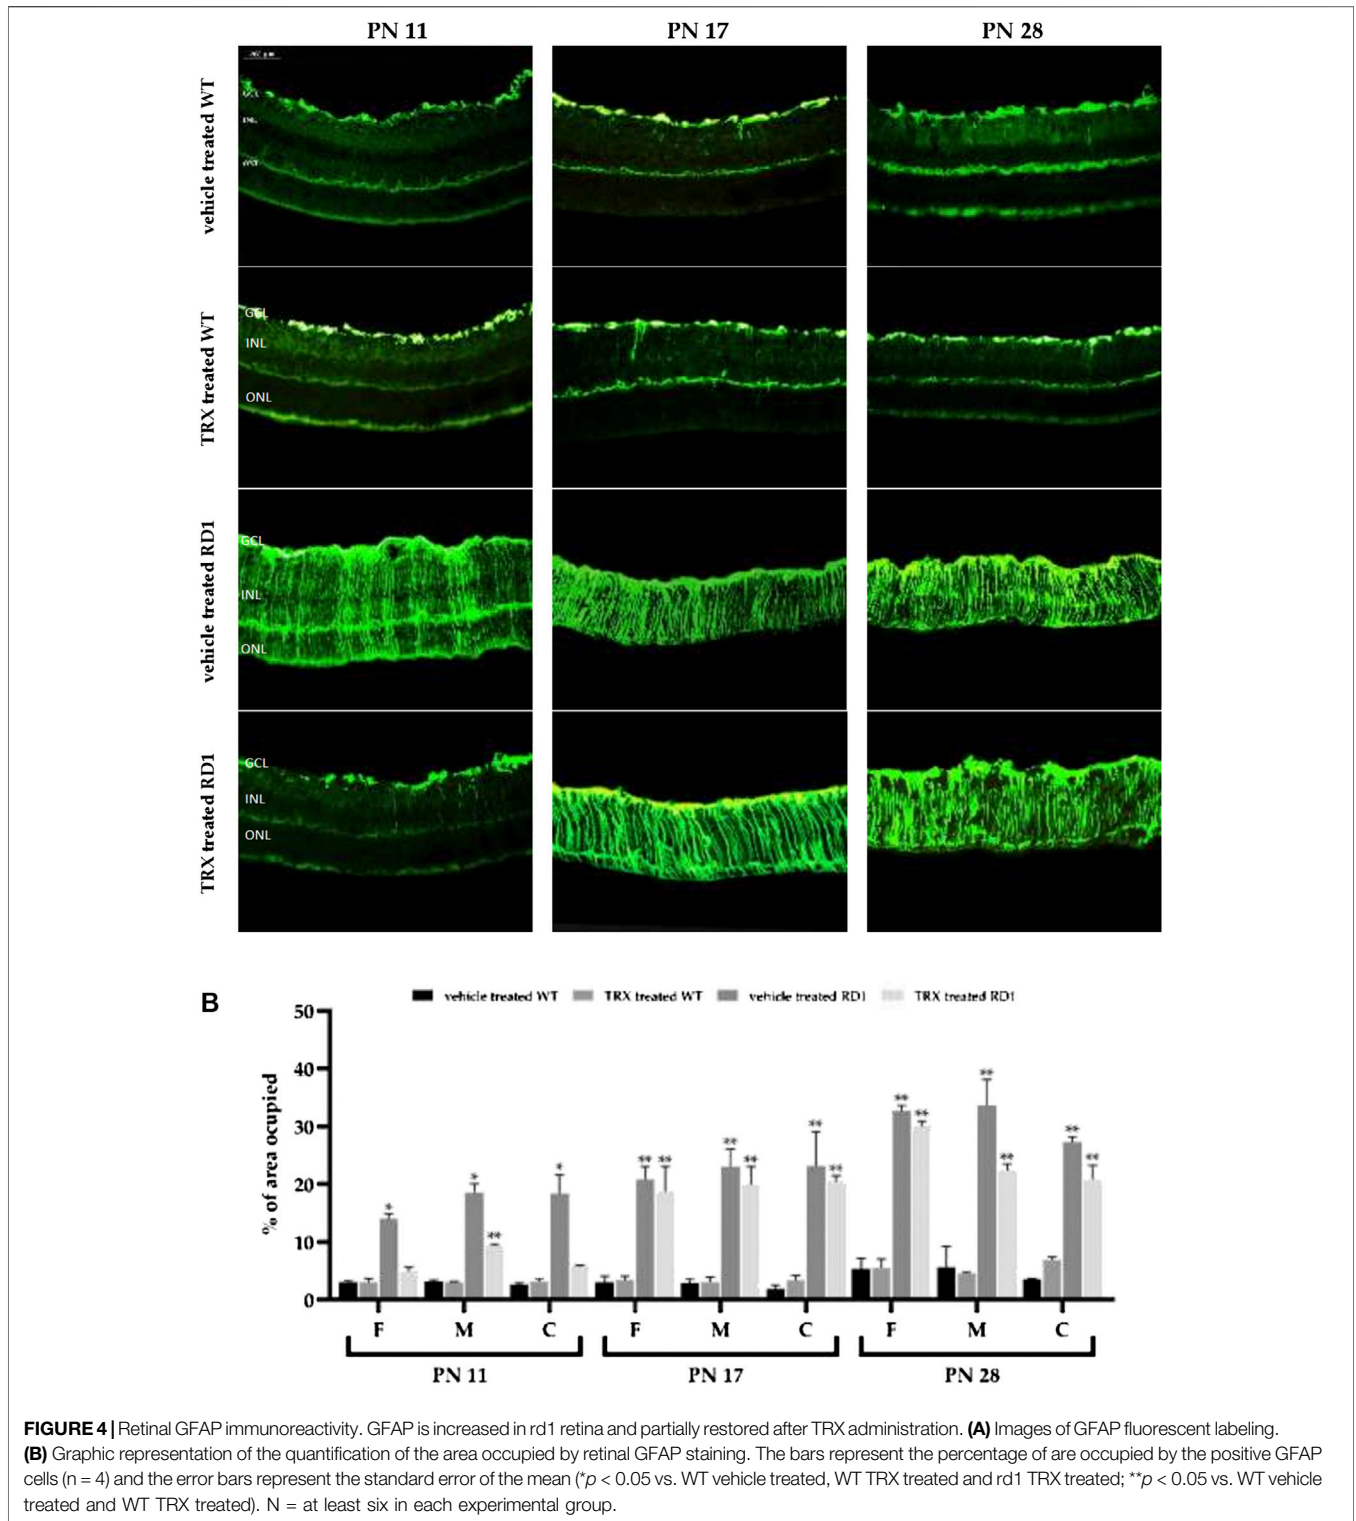 PN 11 PN 17 PN 28
vehicle treated WT
TRX treated WT
GCL
INL
ONL
vehicle treated RD1
GCL
INL
ONL
TRX treated RD1
GCL
INL
ONL
B
vehicle treated WT TRX treated WT vehicle treated RD1 TRX treated RD1
% of area ocupied
50
40
30
20
10
0
* * * ** ** ** ** ** ** ** ** ** ** ** ** **
F M C F M C F M C
PN 11 PN 17 PN 28
FIGURE 4 | Retinal GFAP immunoreactivity. GFAP is increased in rd1 retina and partially restored after TRX administration. (A) Images of GFAP fluorescent labeling.
(B) Graphic representation of the quantification of the area occupied by retinal GFAP staining. The bars represent the percentage of are occupied by the positive GFAP
cells (n = 4) and the error bars represent the standard error of the mean (*p < 0.05 vs. WT vehicle treated, WT TRX treated and rd1 TRX treated; **p < 0.05 vs. WT vehicle
treated and WT TRX treated). N = at least six in each experimental group.